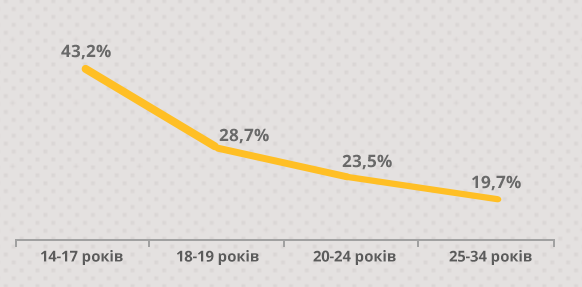 43,2%
28,7%
23,5%
19,7%
14-17 років
18-19 років
20-24 років
25-34 років